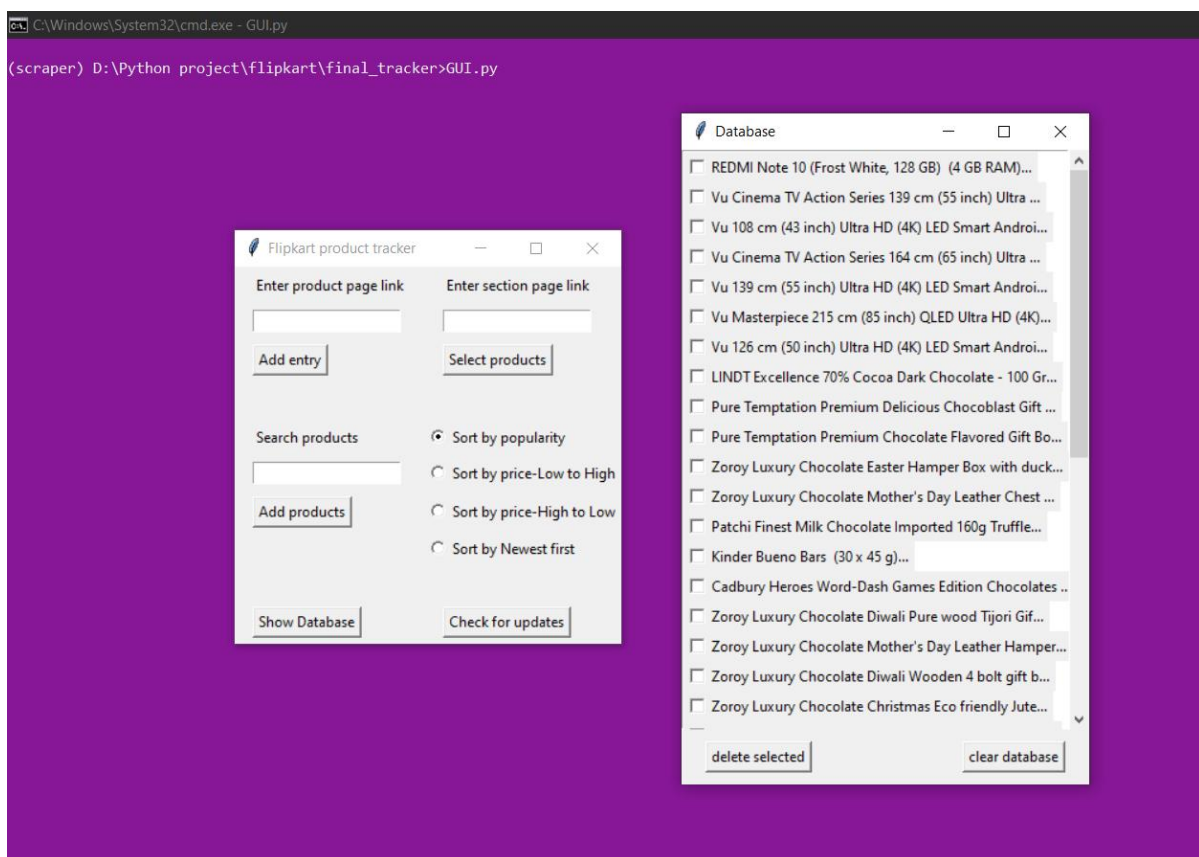 C:\Windows\System32\cmd.exe - GUI.py
(scraper) D:\Python project\flipkart\final_tracker>GUI.py
Flipkart product tracker
Enter product page link
Enter section page link
Add entry
Select products
Search products
Sort by popularity
Sort by price-Low to High
Add products
Sort by price-High to Low
Sort by Newest first
Show Database
Check for updates
Database
REDMI Note 10 (Frost White, 128 GB)  (4 GB RAM)...
Vu Cinema TV Action Series 139 cm (55 inch) Ultra ...
Vu 108 cm (43 inch) Ultra HD (4K) LED Smart Androi...
Vu Cinema TV Action Series 164 cm (65 inch) Ultra ...
Vu 139 cm (55 inch) Ultra HD (4K) LED Smart Androi...
Vu Masterpiece 215 cm (85 inch) QLED Ultra HD (4K)...
Vu 126 cm (50 inch) Ultra HD (4K) LED Smart Androi...
LINDT Excellence 70% Cocoa Dark Chocolate - 100 Gr...
Pure Temptation Premium Delicious Chocoblast Gift ...
Pure Temptation Premium Chocolate Flavored Gift Bo...
Zoroy Luxury Chocolate Easter Hamper Box with duck...
Zoroy Luxury Chocolate Mother's Day Leather Chest ...
Patchi Finest Milk Chocolate Imported 160g Truffle...
Kinder Bueno Bars  (30 x 45 g)...
Cadbury Heroes Word-Dash Games Edition Chocolates ..
Zoroy Luxury Chocolate Diwali Pure wood Tijori Gif...
Zoroy Luxury Chocolate Mother's Day Leather Hamper...
Zoroy Luxury Chocolate Diwali Wooden 4 bolt gift b...
Zoroy Luxury Chocolate Christmas Eco friendly Jute...
delete selected
clear database